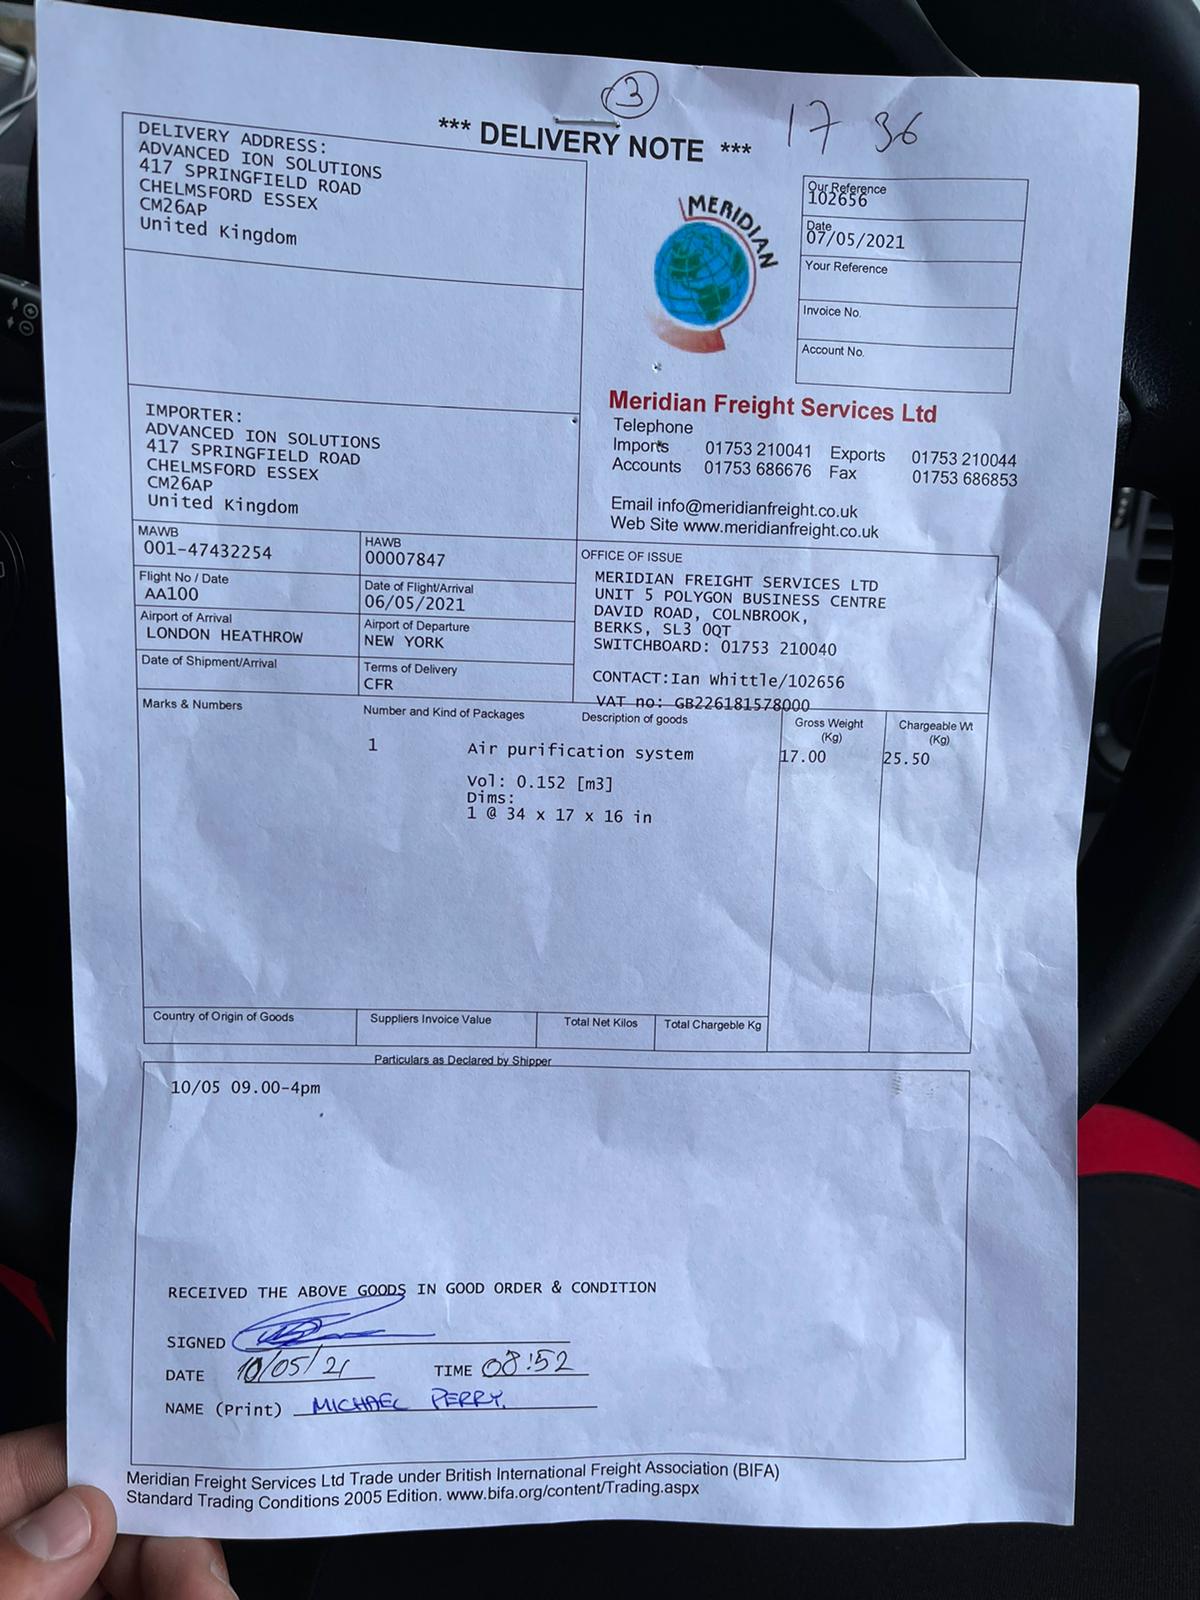 3
17 36
*** DELIVERY NOTE ***
DELIVERY ADDRESS:
ADVANCED ION SOLUTIONS
417 SPRINGFIELD ROAD
CHELMSFORD ESSEX
CM26AP
United Kingdom
MERIDIAN
Our Reference
102656
Date
07/05/2021
Your Reference
Invoice No.
Account No.
IMPORTER:
ADVANCED ION SOLUTIONS
417 SPRINGFIELD ROAD
CHELMSFORD ESSEX
CM26AP
United Kingdom
Meridian Freight Services Ltd
Telephone
Imports 01753 210041 Exports 01753 210044
Accounts 01753 686676 Fax 01753 686853
Email info@meridianfreight.co.uk
Web Site www.meridianfreight.co.uk
MAWB
001-47432254
HAWB
00007847
Flight No / Date
AA100
Date of Flight/Arrival
06/05/2021
Airport of Arrival
LONDON HEATHROW
Airport of Departure
NEW YORK
Date of Shipment/Arrival
Terms of Delivery
CFR
OFFICE OF ISSUE
MERIDIAN FREIGHT SERVICES LTD
UNIT 5 POLYGON BUSINESS CENTRE
DAVID ROAD, COLNBROOK,
BERKS, SL3 0QT
SWITCHBOARD: 01753 210040
CONTACT:Ian Whittle/102656
VAT no: GB226181578000
Marks & Numbers
Number and Kind of Packages
Description of goods
Gross Weight
(Kg)
Chargeable Wt
(Kg)
1 Air purification system 17.00 25.50
Vol: 0.152 [m3]
Dims:
1 @ 34 x 17 x 16 in
Country of Origin of Goods
Suppliers Invoice Value
Total Net Kilos
Total Chargeable Kg
Particulars as Declared by Shipper
10/05 09.00-4pm
RECEIVED THE ABOVE GOODS IN GOOD ORDER & CONDITION
SIGNED
DATE 10/05/21 TIME 08:52
NAME (Print) MICHAEL PERRY.
Meridian Freight Services Ltd Trade under British International Freight Association (BIFA)
Standard Trading Conditions 2005 Edition. www.bifa.org/content/Trading.aspx